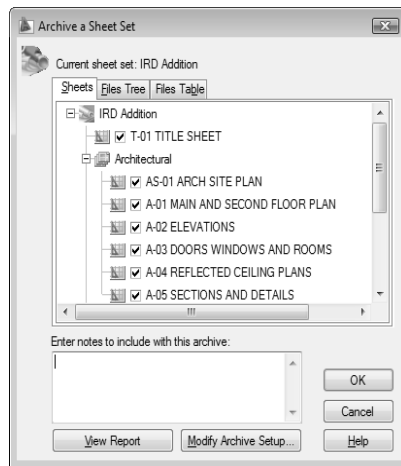 Archive a Sheet Set
Current sheet set: IRD Addition
Sheets Files Tree Files Table
IRD Addition
T-01 TITLE SHEET
Architectural
AS-01 ARCH SITE PLAN
A-01 MAIN AND SECOND FLOOR PLAN
A-02 ELEVATIONS
A-03 DOORS WINDOWS AND ROOMS
A-04 REFLECTED CEILING PLANS
A-05 SECTIONS AND DETAILS
Enter notes to include with this archive:
OK
Cancel
View Report Modify Archive Setup... Help